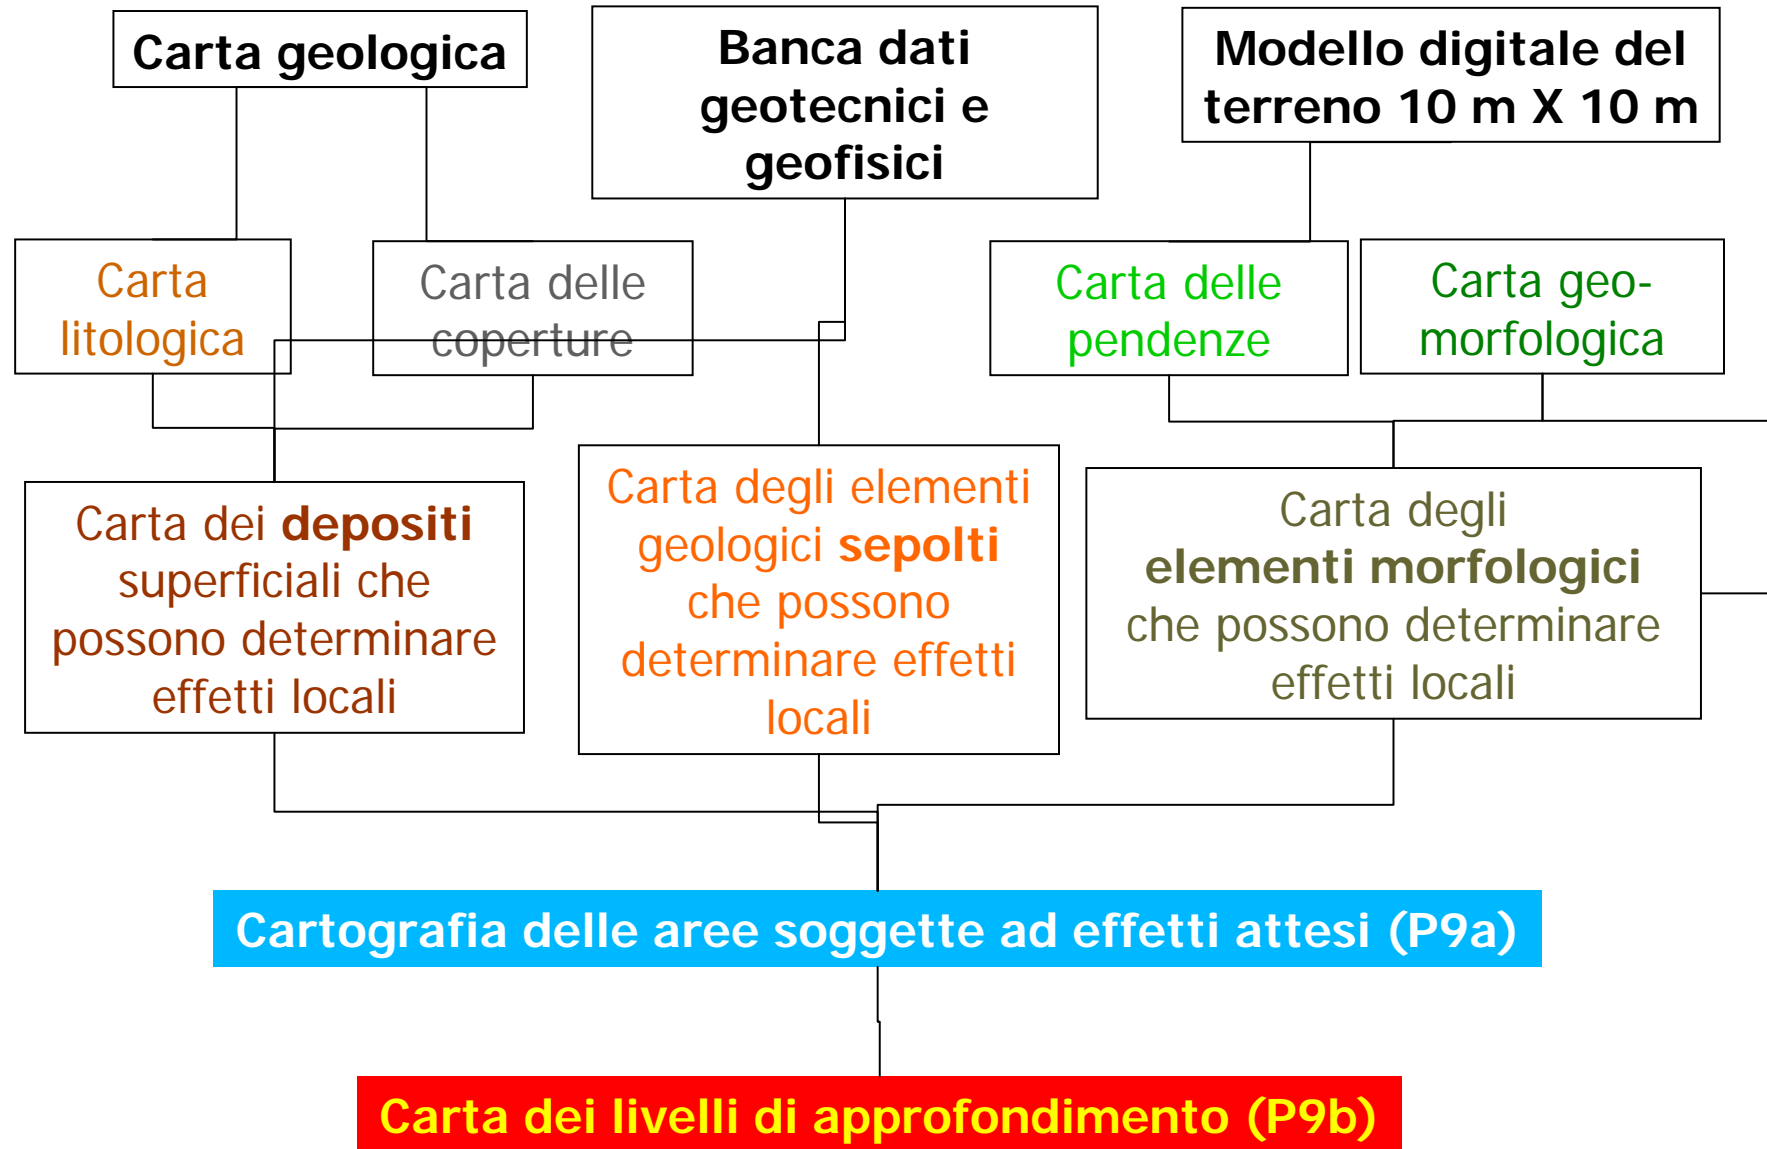 Carta geologica
Banca dati
geotecnici e
geofisici
Modello digitale del
terreno 10 m X 10 m
Carta
litologica
Carta delle
coperture
Carta delle
pendenze
Carta geo-
morfologica
Carta dei depositi
superficiali che
possono determinare
effetti locali
Carta degli elementi
geologici sepolti
che possono
determinare effetti
locali
Carta degli
elementi morfologici
che possono determinare
effetti locali
Cartografia delle aree soggette ad effetti attesi (P9a)
Carta dei livelli di approfondimento (P9b)